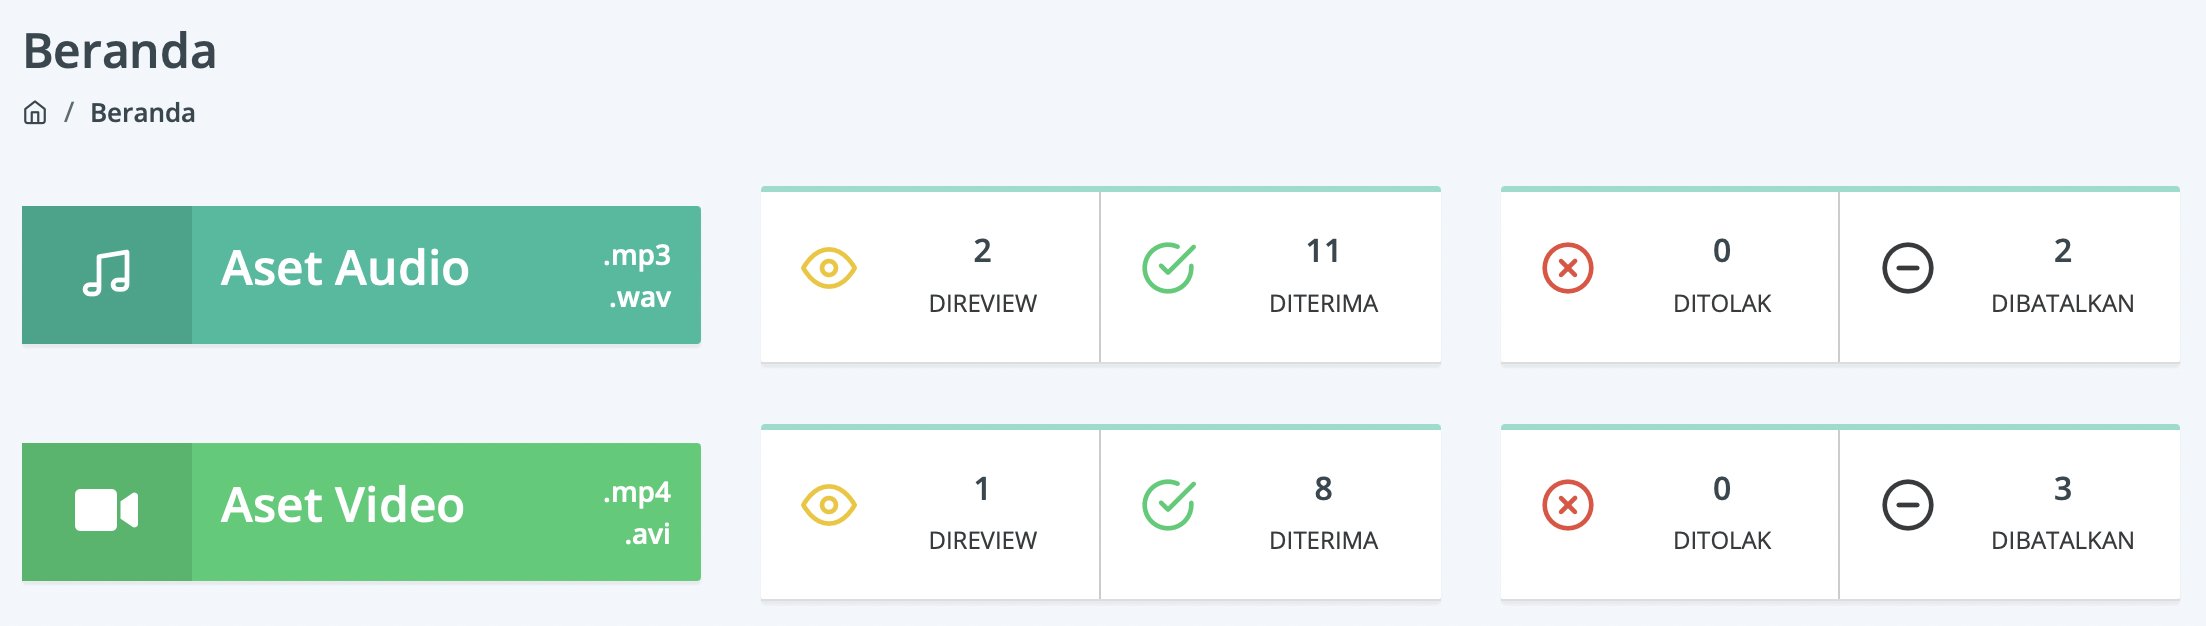 Beranda
/ Beranda
Aset Audio
.mp3
.wav
2
DIREVIEW
11
DITERIMA
0
DITOLAK
2
DIBATALKAN
Aset Video
.mp4
.avi
1
DIREVIEW
8
DITERIMA
0
DITOLAK
3
DIBATALKAN